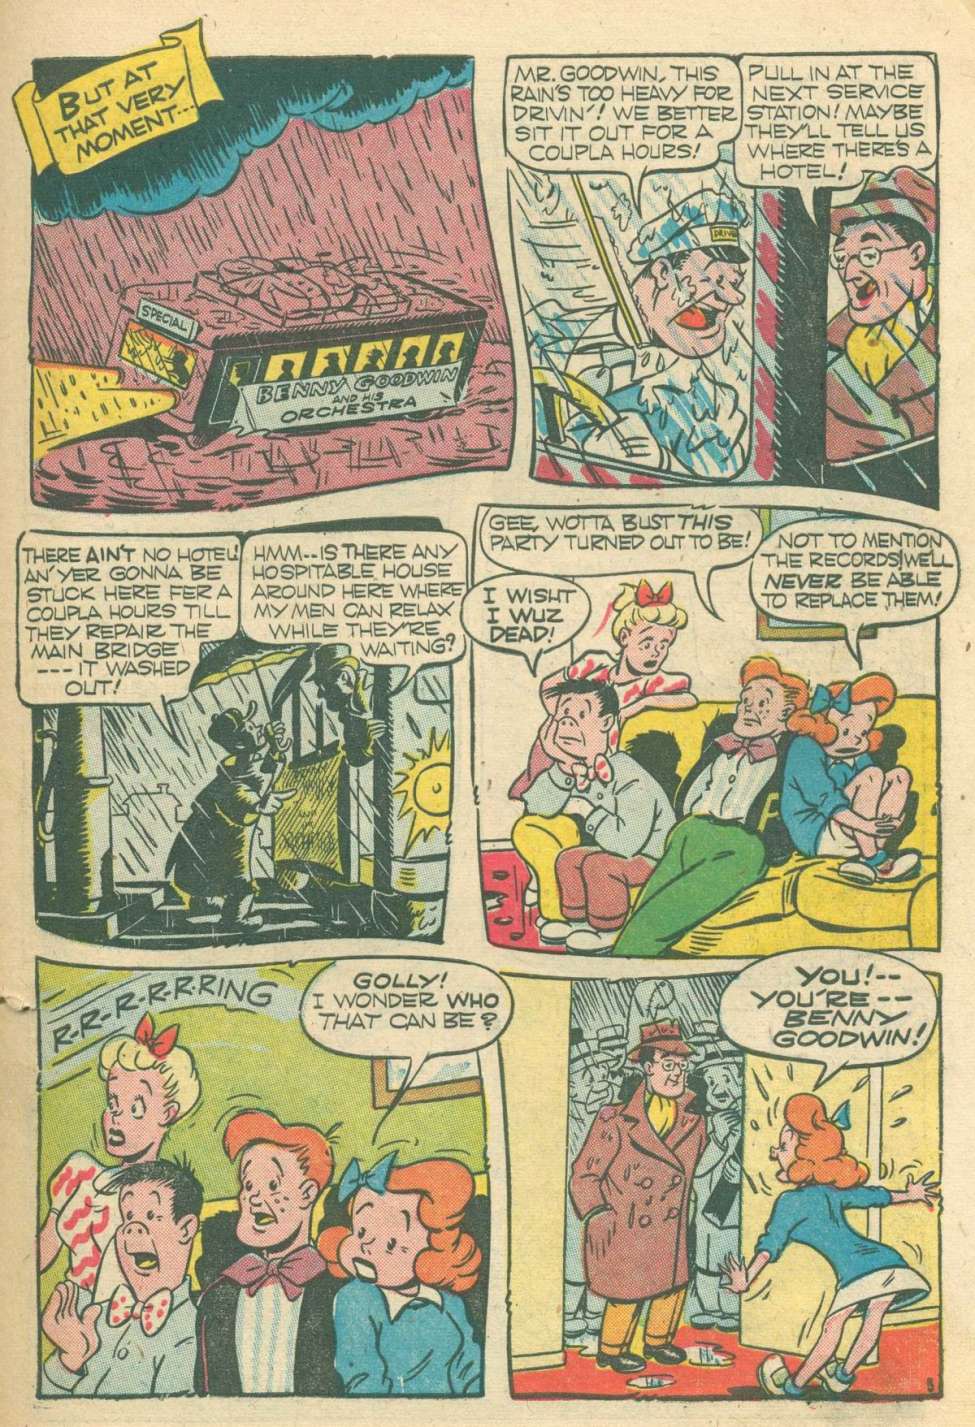 BUT AT
THAT VERY
MOMENT...
SPECIAL
BENNY GOODWIN
AND HIS
ORCHESTRA
MR. GOODWIN, THIS
RAIN'S TOO HEAVY FOR
DRIVIN'! WE BETTER
SIT IT OUT FOR A
COUPLA HOURS!
PULL IN AT THE
NEXT SERVICE
STATION! MAYBE
THEY'LL TELL US
WHERE THERE'S A
HOTEL!
THERE AIN'T NO HOTEL!
AN' YER GONNA BE
STUCK HERE FER A
COUPLA HOURS TILL
THEY REPAIR THE
MAIN BRIDGE
---IT WASHED
OUT!
HMM--IS THERE ANY
HOSPITABLE HOUSE
AROUND HERE WHERE
MY MEN CAN RELAX
WHILE THEY'RE
WAITING?
GEE, WOTTA BUST THIS
PARTY TURNED OUT TO BE!
I WISHT
I WUZ
DEAD!
NOT TO MENTION
THE RECORDS! WE'LL
NEVER BE ABLE
TO REPLACE THEM!
R-R-R-R-R-RING
GOLLY!
I WONDER WHO
THAT CAN BE?
YOU!--
YOU'RE--
BENNY
GOODWIN!